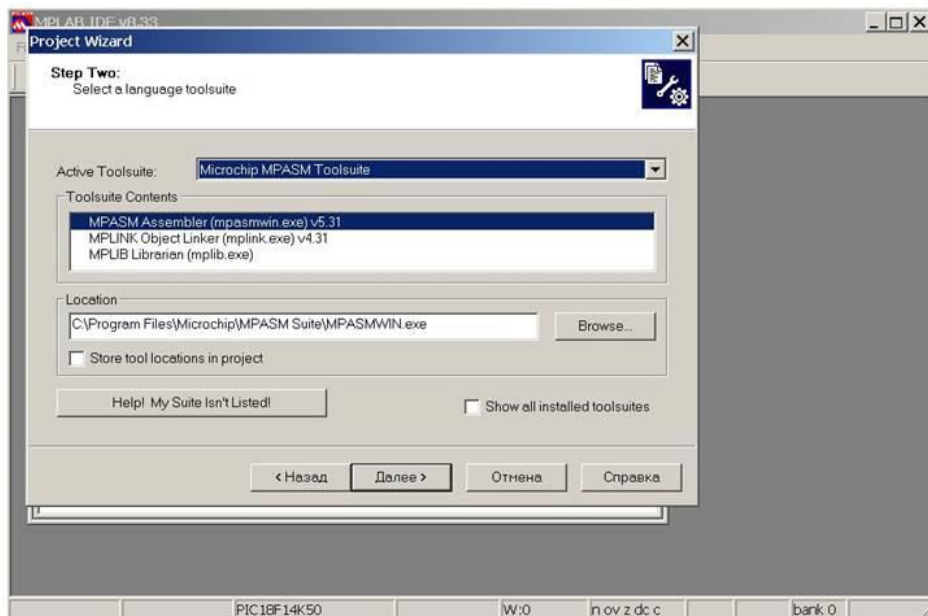 MPLAB IDE v8.33
Project Wizard
Step Two:
Select a language toolsuite
Active Toolsuite:
Microchip MPASM Toolsuite
Toolsuite Contents
MPASM Assembler (mpasmwin.exe) v5.31
MPLINK Object Linker (mplink.exe) v4.31
MPLIB Librarian (mplib.exe)
Location
C:\Program Files\Microchip\MPASM Suite\MPASMWIN.exe
Browse...
Store tool locations in project
Help! My Suite Isn't Listed!
Show all installed toolsuites
< Назад
Далее >
Отмена
Справка
PIC18F14K50
W:0
n ov z dc c
bank 0